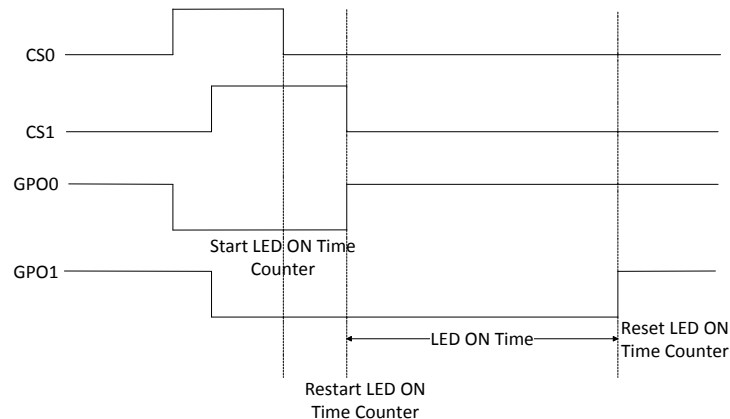 CS0
CS1
GPO0
Start LED ON Time
Counter
GPO1
LED ON Time
Reset LED ON
Time Counter
Restart LED ON
Time Counter